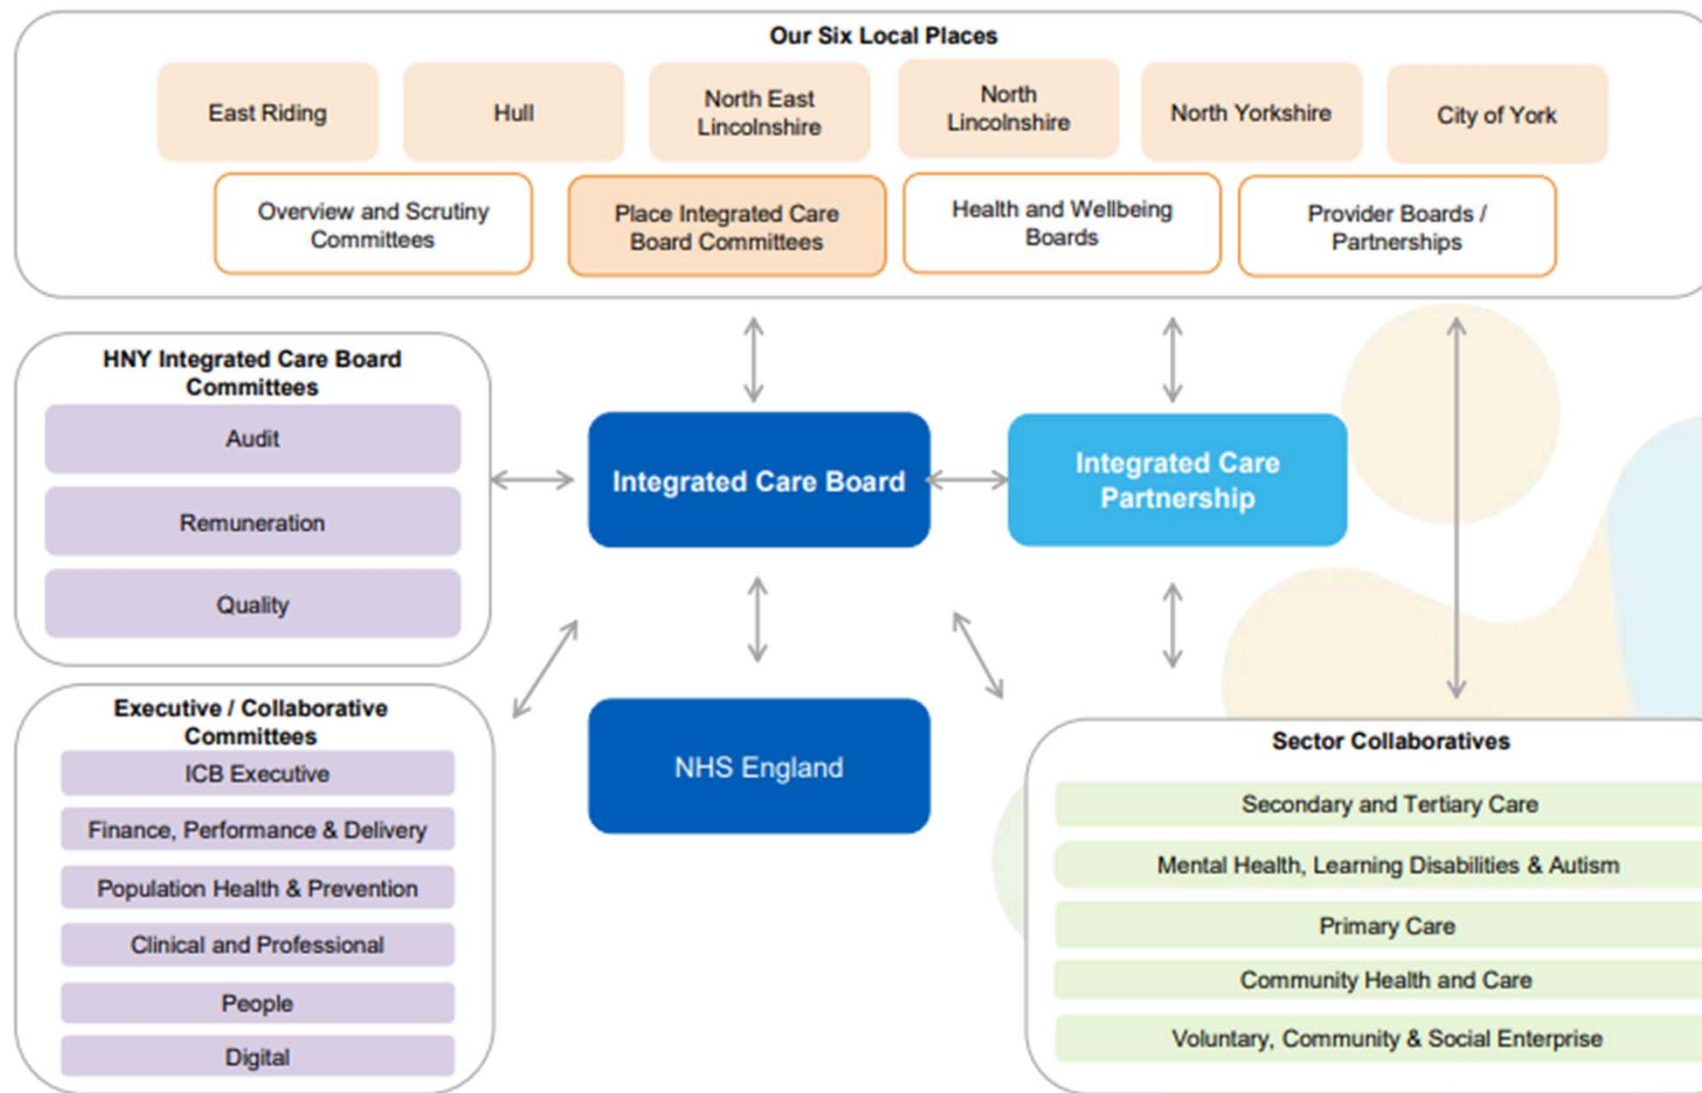 Our Six Local Places
East Riding
Hull
North East
Lincolnshire
North
Lincolnshire
North Yorkshire
City of York
Overview and Scrutiny
Committees
Place Integrated Care
Board Committees
Health and Wellbeing
Boards
Provider Boards /
Partnerships
HNY Integrated Care Board
Committees
Audit
Remuneration
Quality
Integrated Care Board
Integrated Care
Partnership
Executive / Collaborative
Committees
ICB Executive
Finance, Performance & Delivery
Population Health & Prevention
Clinical and Professional
People
Digital
NHS England
Sector Collaboratives
Secondary and Tertiary Care
Mental Health, Learning Disabilities & Autism
Primary Care
Community Health and Care
Voluntary, Community & Social Enterprise